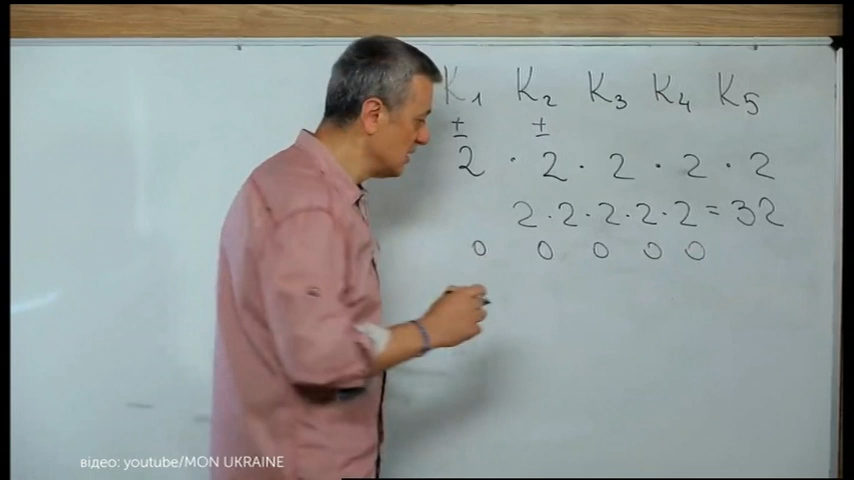 K1 K2 K3 K4 K5
± ±
2 · 2 · 2 · 2 · 2
2·2·2·2·2=32
0 0 0 0 0
відео: youtube/MON UKRAINE